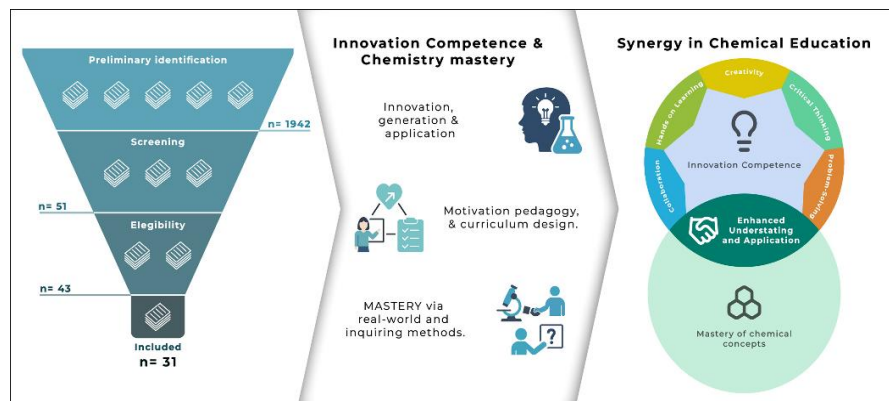 Preliminary identification
n= 1942
Screening
n= 51
Elegibility
n= 43
Included
n= 31
Innovation Competence &
Chemistry mastery
Innovation,
generation &
application
Motivation pedagogy,
& curriculum design.
MASTERY via
real-world and
inquiring methods.
?
Synergy in Chemical Education
Collaboration
Hands on Learning
Creativity
Critical Thinking
Problem-Solving
Innovation Competence
Enhanced
Understating
and Application
Mastery of chemical
concepts